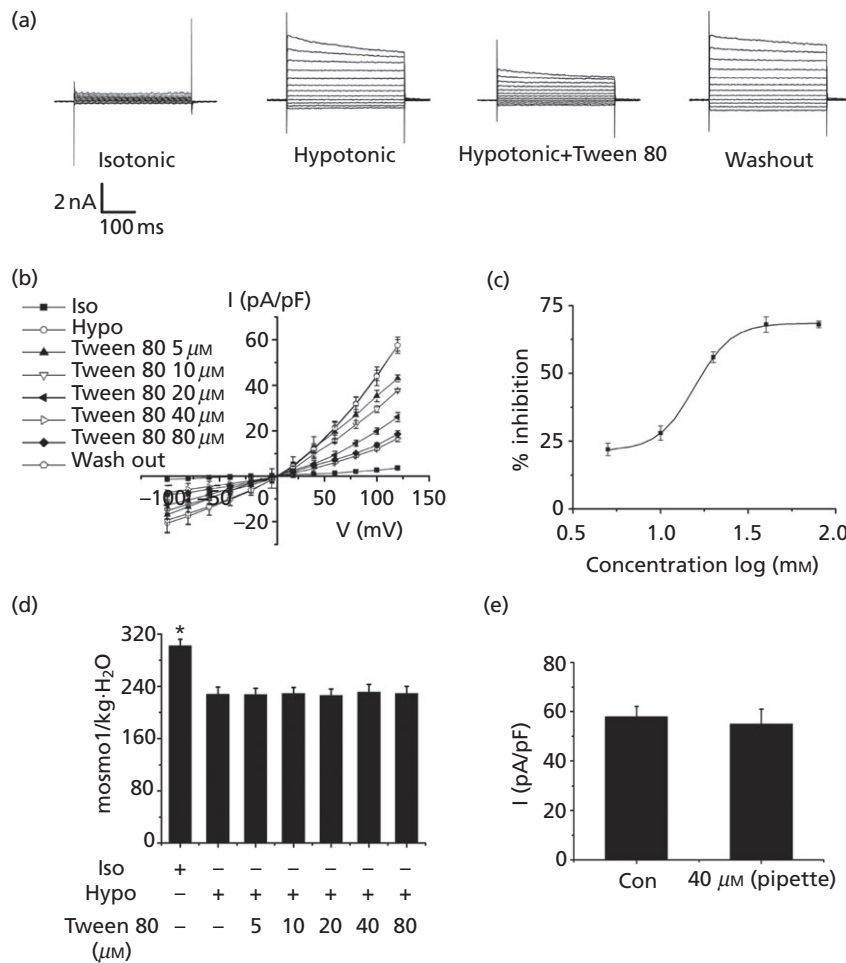 (a)
Isotonic
Hypotonic
Hypotonic+Tween 80
Washout
2 nA
100 ms
(b)
Iso
Hypo
Tween 80 5 μM
Tween 80 10 μM
Tween 80 20 μM
Tween 80 40 μM
Tween 80 80 μM
Wash out
I (pA/pF)
60
40
20
0
−20
−100 −50 0 50 100 150
V (mV)
(c)
% inhibition
75
50
25
0
0.5 1.0 1.5 2.0
Concentration log (mM)
(d)
mosmo1/kg·H₂O
320
240
160
80
0
*
Iso + – – – – – –
Hypo – + + + + + +
Tween 80 – – 5 10 20 40 80
(μM)
(e)
I (pA/pF)
80
60
40
20
0
Con 40 μM (pipette)